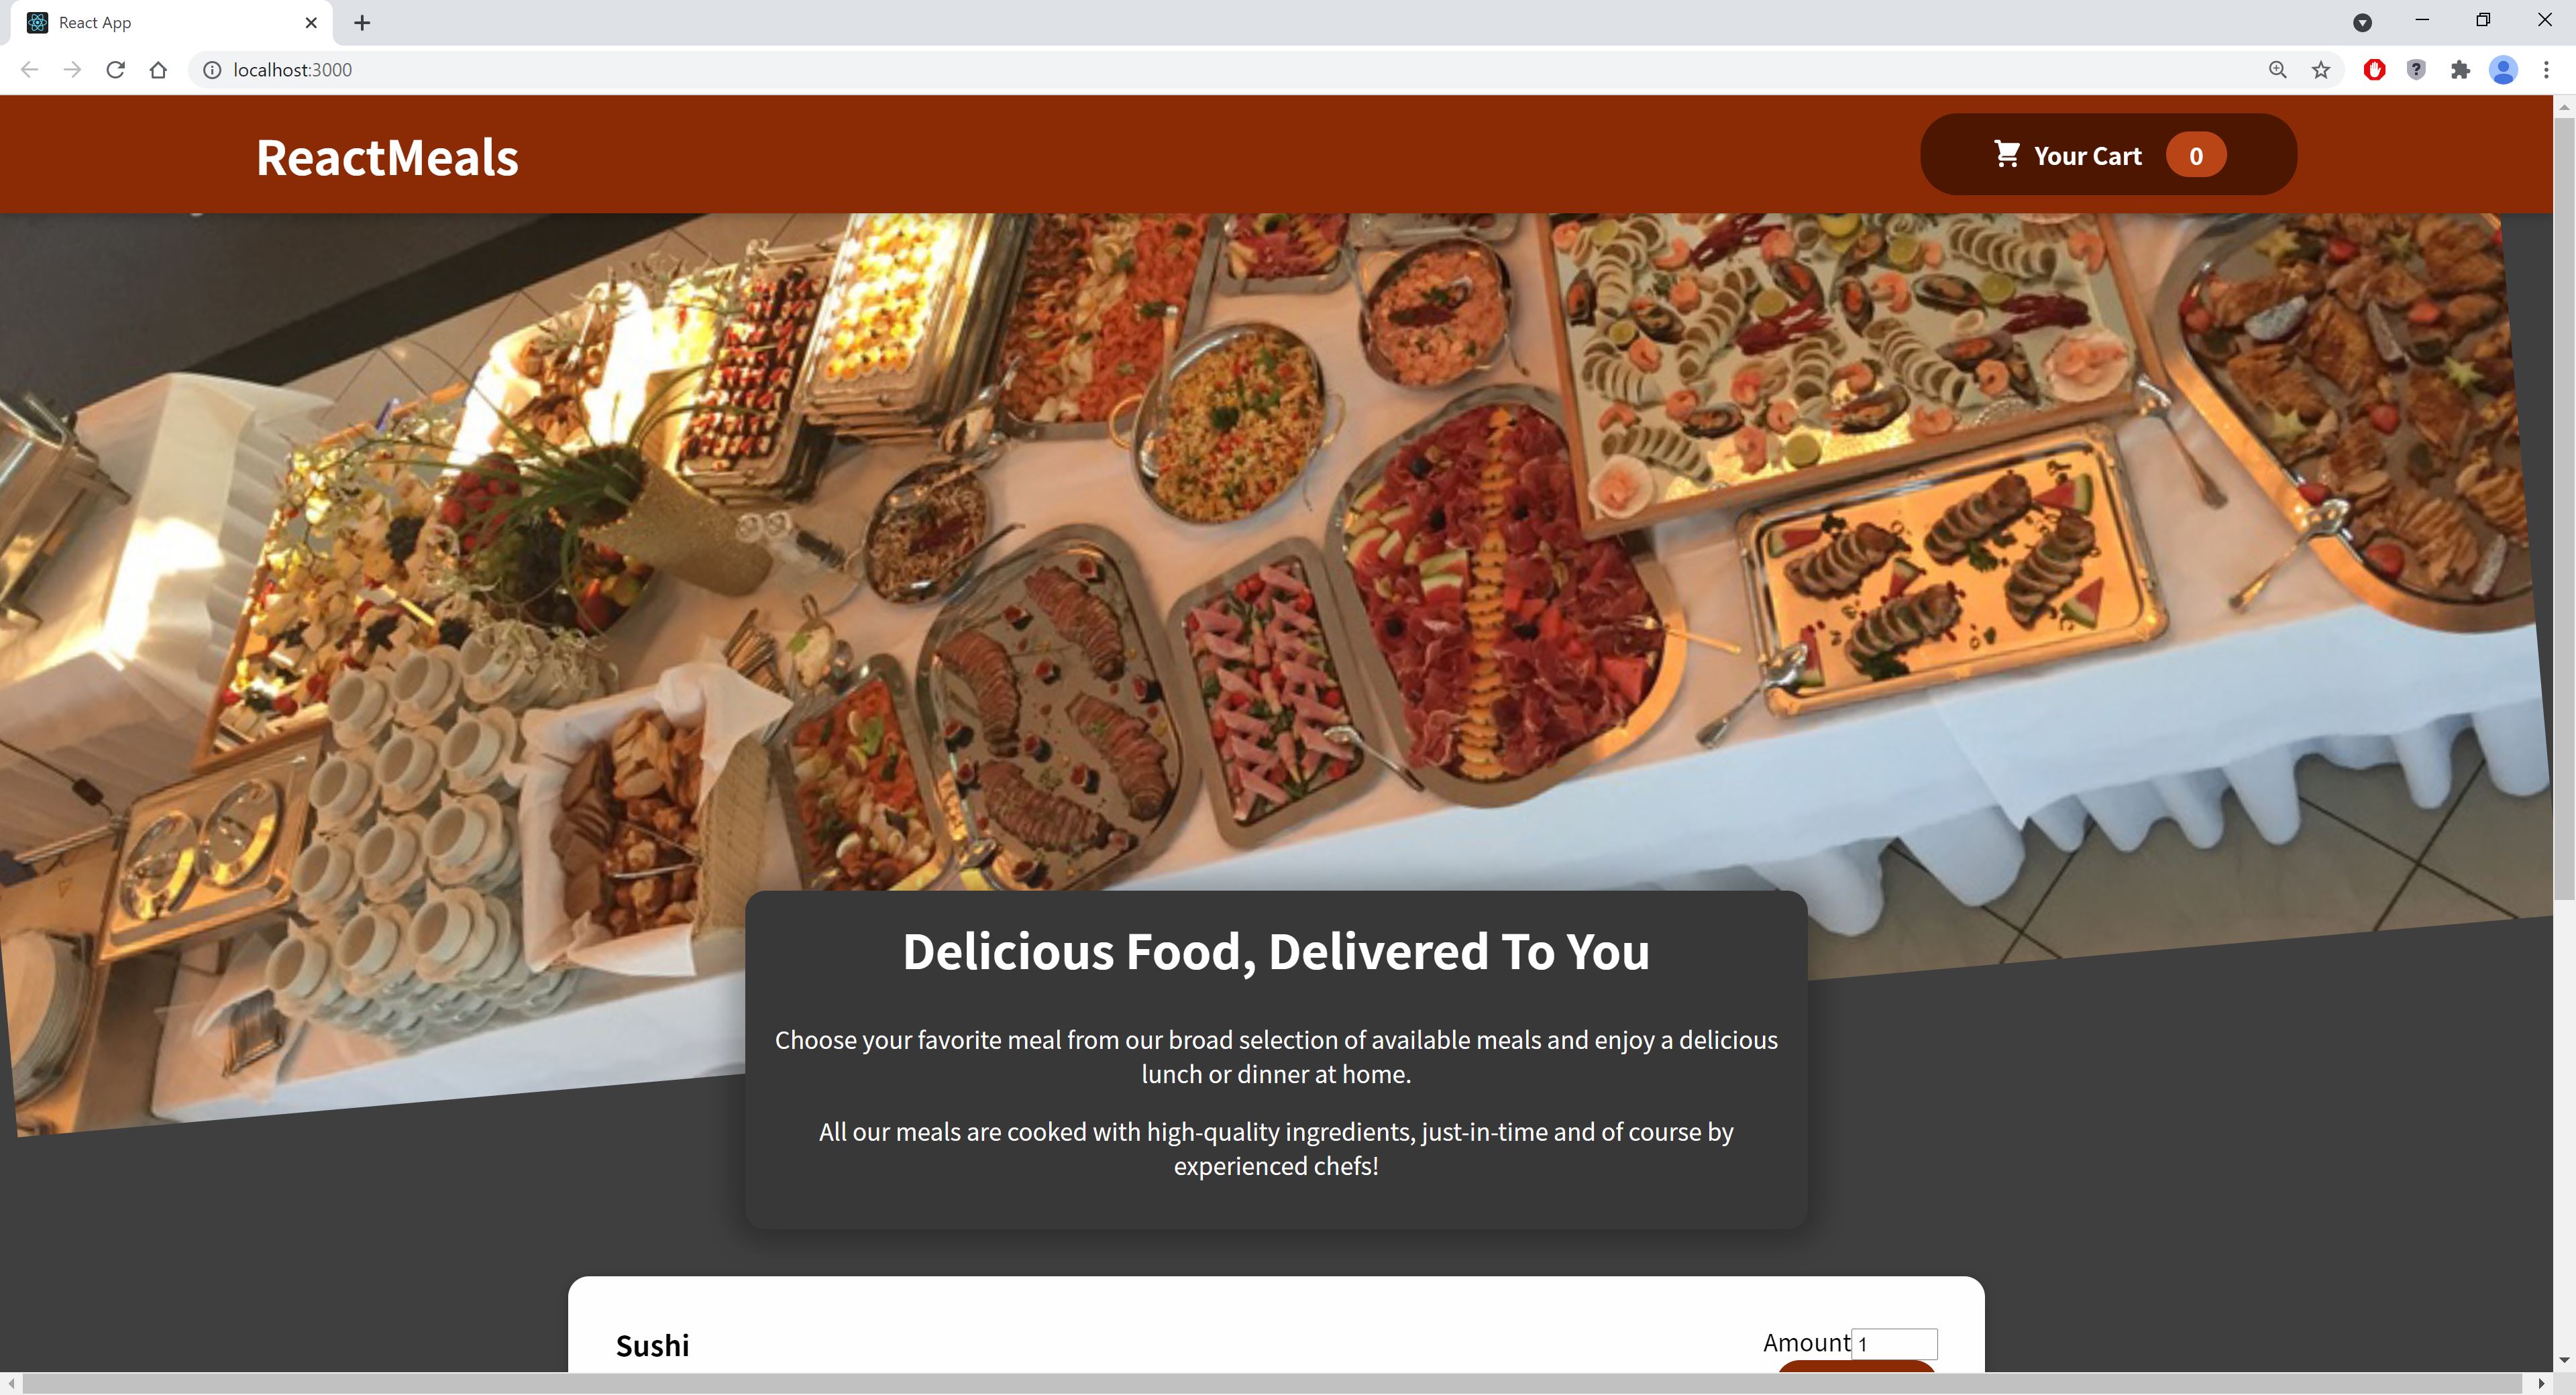 React App
localhost:3000
ReactMeals
Your Cart 0
Delicious Food, Delivered To You
Choose your favorite meal from our broad selection of available meals and enjoy a delicious
lunch or dinner at home.
All our meals are cooked with high-quality ingredients, just-in-time and of course by
experienced chefs!
Sushi
Amount 1